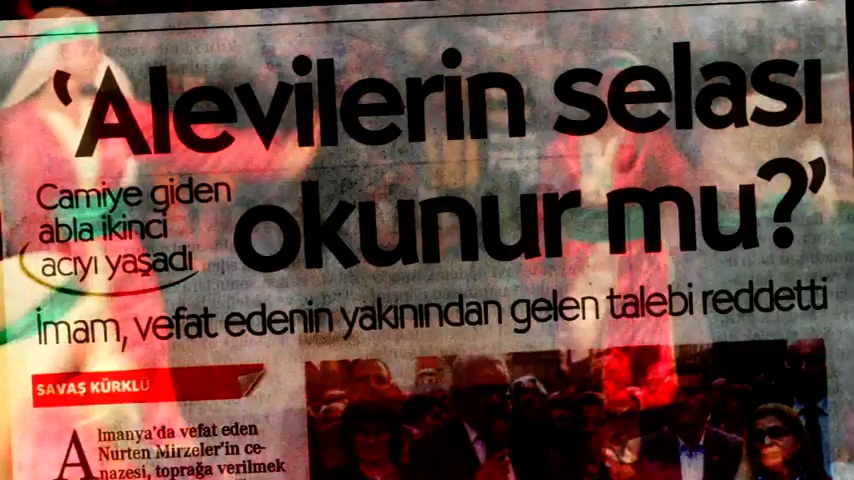 'Alevilerin selası
okunur mu?'
Camiye giden
abla ikinci
acıyı yaşadı
İmam, vefat edenin yakınından gelen talebi reddetti
SAVAŞ KÜRKLÜ
Almanya'da vefat eden
Nurten Mirzeler'in ce-
nazesi, toprağa verilmek